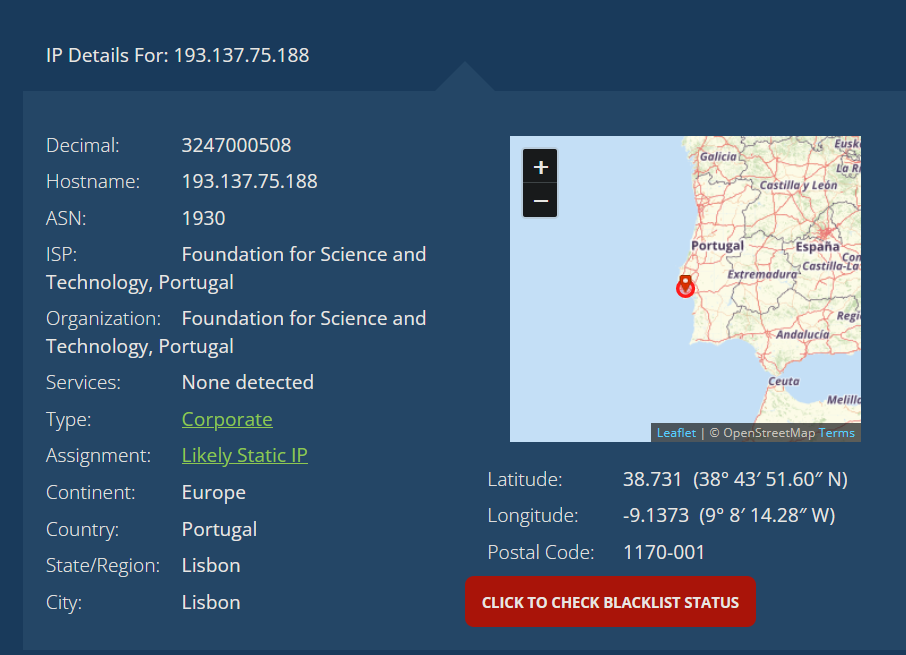 IP Details For: 193.137.75.188
Decimal: 3247000508
Hostname: 193.137.75.188
ASN: 1930
ISP: Foundation for Science and
Technology, Portugal
Organization: Foundation for Science and
Technology, Portugal
Services: None detected
Type: Corporate
Assignment: Likely Static IP
Continent: Europe
Country: Portugal
State/Region: Lisbon
City: Lisbon
+
−
Eusk
Galicia
La Ri
Castilla y León
Portugal
España
Com
Castilla-La
Extremadura
Regi
Andalucía
Ceuta
Melilla
Leaflet | © OpenStreetMap Terms
Latitude: 38.731 (38° 43′ 51.60″ N)
Longitude: -9.1373 (9° 8′ 14.28″ W)
Postal Code: 1170-001
CLICK TO CHECK BLACKLIST STATUS